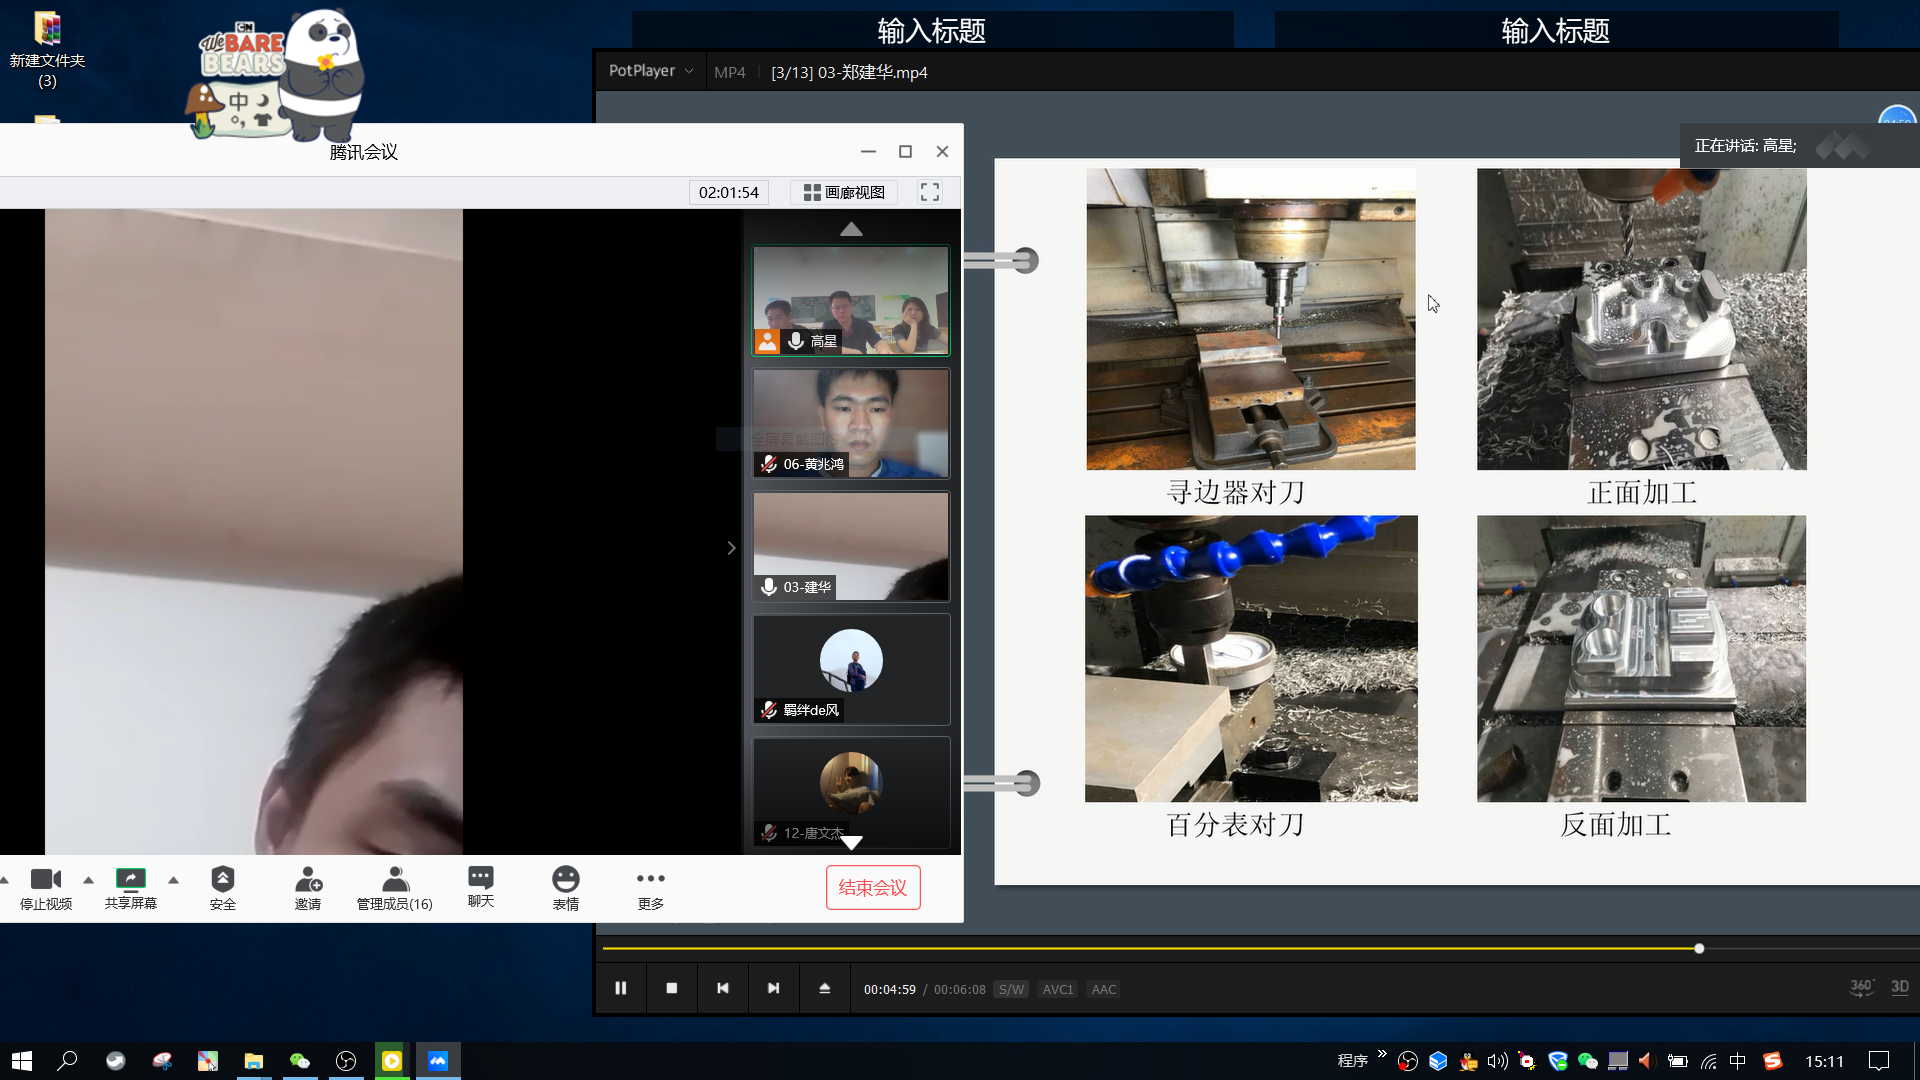 新建文件夹
(3)
CN
We BARE
BEARS
中
输入标题
输入标题
PotPlayer
MP4
[3/13] 03-郑建华.mp4
正在讲话: 高星;
腾讯会议
02:01:54
画廊视图
高星
全屏幕截图(S)
06-黄兆鸿
03-建华
羁绊de风
12-唐文杰
寻边器对刀
正面加工
百分表对刀
反面加工
停止视频
共享屏幕
安全
邀请
管理成员(16)
聊天
表情
更多
结束会议
00:04:59 / 00:06:08 S/W AVC1 AAC
360°
3D
程序
中
15:11